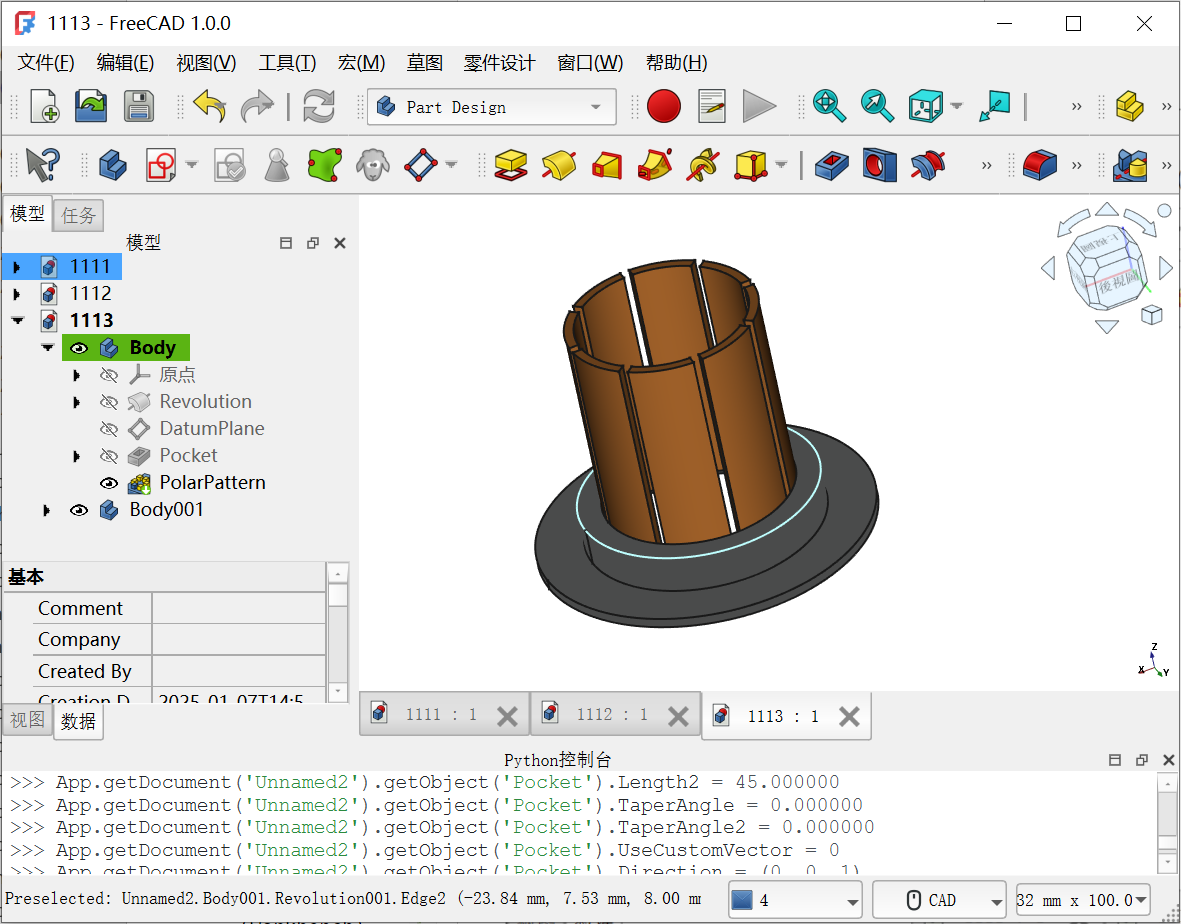 1113 - FreeCAD 1.0.0
文件(F) 编辑(E) 视图(V) 工具(T) 宏(M) 草图 零件设计 窗口(W) 帮助(H)
Part Design
模型 任务
模型
1111
1112
1113
Body
原点
Revolution
DatumPlane
Pocket
PolarPattern
Body001
後視圖
Z
X
Y
基本
Comment
Company
Created By
Creation D 2025-01-07T14:5
视图 数据
1111 : 1 1112 : 1 1113 : 1
Python控制台
>>> App.getDocument('Unnamed2').getObject('Pocket').Length2 = 45.000000
>>> App.getDocument('Unnamed2').getObject('Pocket').TaperAngle = 0.000000
>>> App.getDocument('Unnamed2').getObject('Pocket').TaperAngle2 = 0.000000
>>> App.getDocument('Unnamed2').getObject('Pocket').UseCustomVector = 0
>>> App.getDocument('Unnamed2').getObject('Pocket').Direction = (0, 0, 1)
Preselected: Unnamed2.Body001.Revolution001.Edge2 (-23.84 mm, 7.53 mm, 8.00 m 4 CAD 32 mm x 100.0